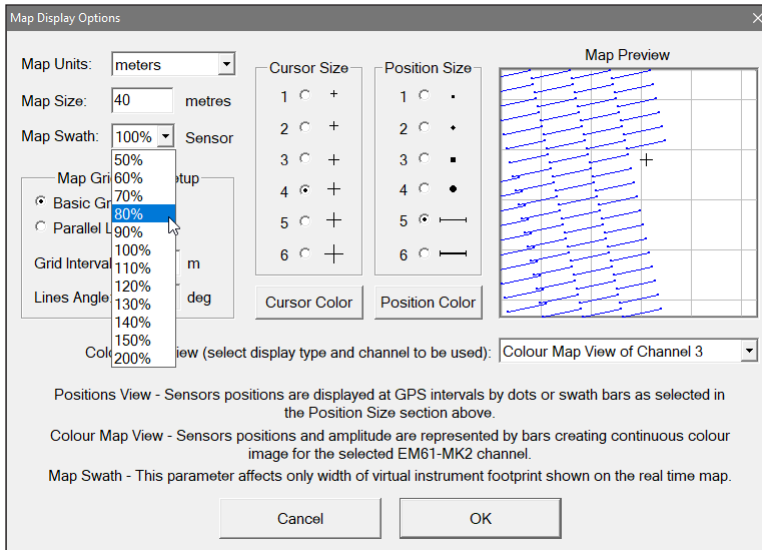 Map Display Options
Map Units: meters
Map Size: 40 metres
Map Swath: 100% Sensor
50%
60%
70%
80%
90%
100%
110%
120%
130%
140%
150%
200%
Map Gri tup
Basic Gr
Parallel L
Grid Interval m
Lines Angle: deg
Cursor Size
1
2
3
4
5
6
Cursor Color
Position Size
1
2
3
4
5
6
Position Color
Map Preview
Colo iew (select display type and channel to be used): Colour Map View of Channel 3
Positions View - Sensors positions are displayed at GPS intervals by dots or swath bars as selected in
the Position Size section above.
Colour Map View - Sensors positions and amplitude are represented by bars creating continuous colour
image for the selected EM61-MK2 channel.
Map Swath - This parameter affects only width of virtual instrument footprint shown on the real time map.
Cancel
OK